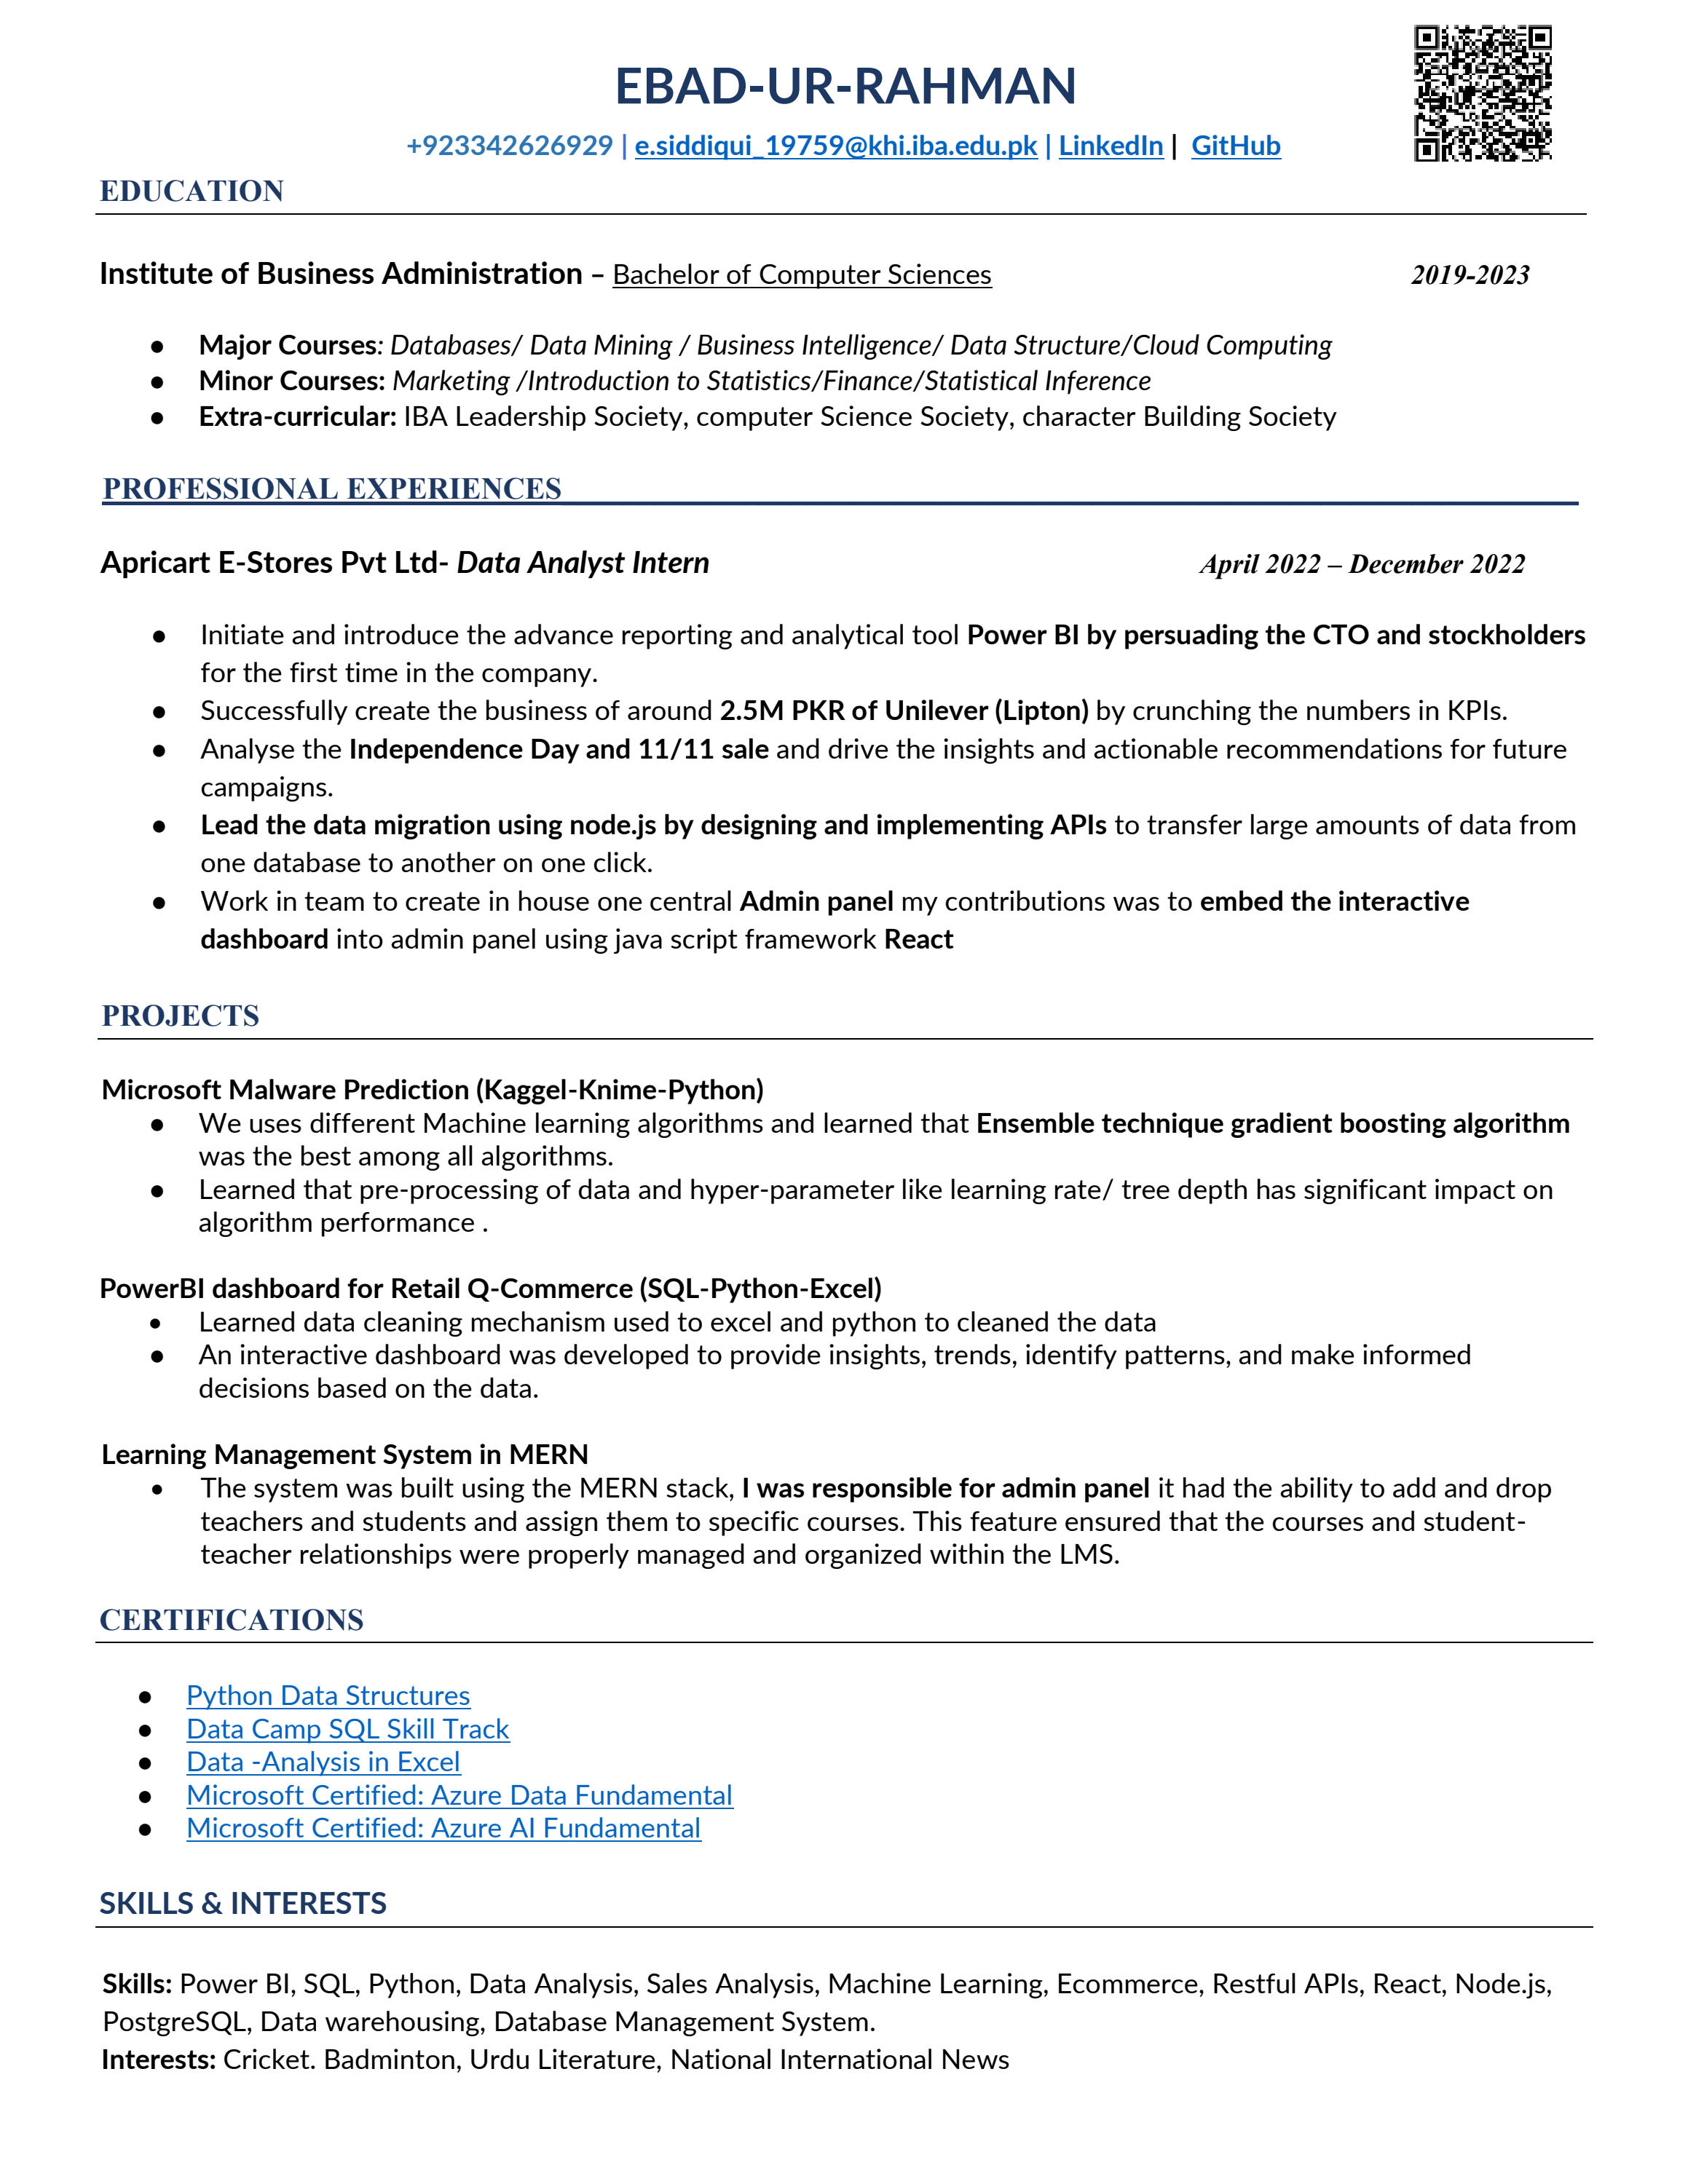 EBAD-UR-RAHMAN
+923342626929 | e.siddiqui_19759@khi.iba.edu.pk | LinkedIn | GitHub
EDUCATION
Institute of Business Administration – Bachelor of Computer Sciences 2019-2023
● Major Courses: Databases/ Data Mining / Business Intelligence/ Data Structure/Cloud Computing
● Minor Courses: Marketing /Introduction to Statistics/Finance/Statistical Inference
● Extra-curricular: IBA Leadership Society, computer Science Society, character Building Society
PROFESSIONAL EXPERIENCES
Apricart E-Stores Pvt Ltd- Data Analyst Intern April 2022 – December 2022
● Initiate and introduce the advance reporting and analytical tool Power BI by persuading the CTO and stockholders
for the first time in the company.
● Successfully create the business of around 2.5M PKR of Unilever (Lipton) by crunching the numbers in KPIs.
● Analyse the Independence Day and 11/11 sale and drive the insights and actionable recommendations for future
campaigns.
● Lead the data migration using node.js by designing and implementing APIs to transfer large amounts of data from
one database to another on one click.
● Work in team to create in house one central Admin panel my contributions was to embed the interactive
dashboard into admin panel using java script framework React
PROJECTS
Microsoft Malware Prediction (Kaggel-Knime-Python)
● We uses different Machine learning algorithms and learned that Ensemble technique gradient boosting algorithm
was the best among all algorithms.
● Learned that pre-processing of data and hyper-parameter like learning rate/ tree depth has significant impact on
algorithm performance .
PowerBI dashboard for Retail Q-Commerce (SQL-Python-Excel)
● Learned data cleaning mechanism used to excel and python to cleaned the data
● An interactive dashboard was developed to provide insights, trends, identify patterns, and make informed
decisions based on the data.
Learning Management System in MERN
● The system was built using the MERN stack, I was responsible for admin panel it had the ability to add and drop
teachers and students and assign them to specific courses. This feature ensured that the courses and student-
teacher relationships were properly managed and organized within the LMS.
CERTIFICATIONS
● Python Data Structures
● Data Camp SQL Skill Track
● Data -Analysis in Excel
● Microsoft Certified: Azure Data Fundamental
● Microsoft Certified: Azure AI Fundamental
SKILLS & INTERESTS
Skills: Power BI, SQL, Python, Data Analysis, Sales Analysis, Machine Learning, Ecommerce, Restful APIs, React, Node.js,
PostgreSQL, Data warehousing, Database Management System.
Interests: Cricket. Badminton, Urdu Literature, National International News